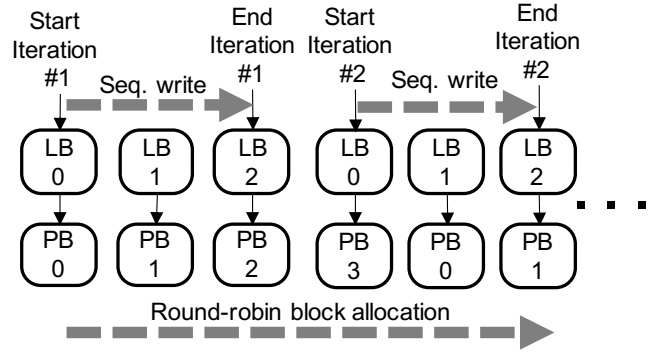 Start Iteration #1
End Iteration #1
Start Iteration #2
End Iteration #2
Seq. write
Seq. write
LB 0
LB 1
LB 2
LB 0
LB 1
LB 2
PB 0
PB 1
PB 2
PB 3
PB 0
PB 1
. . .
Round-robin block allocation